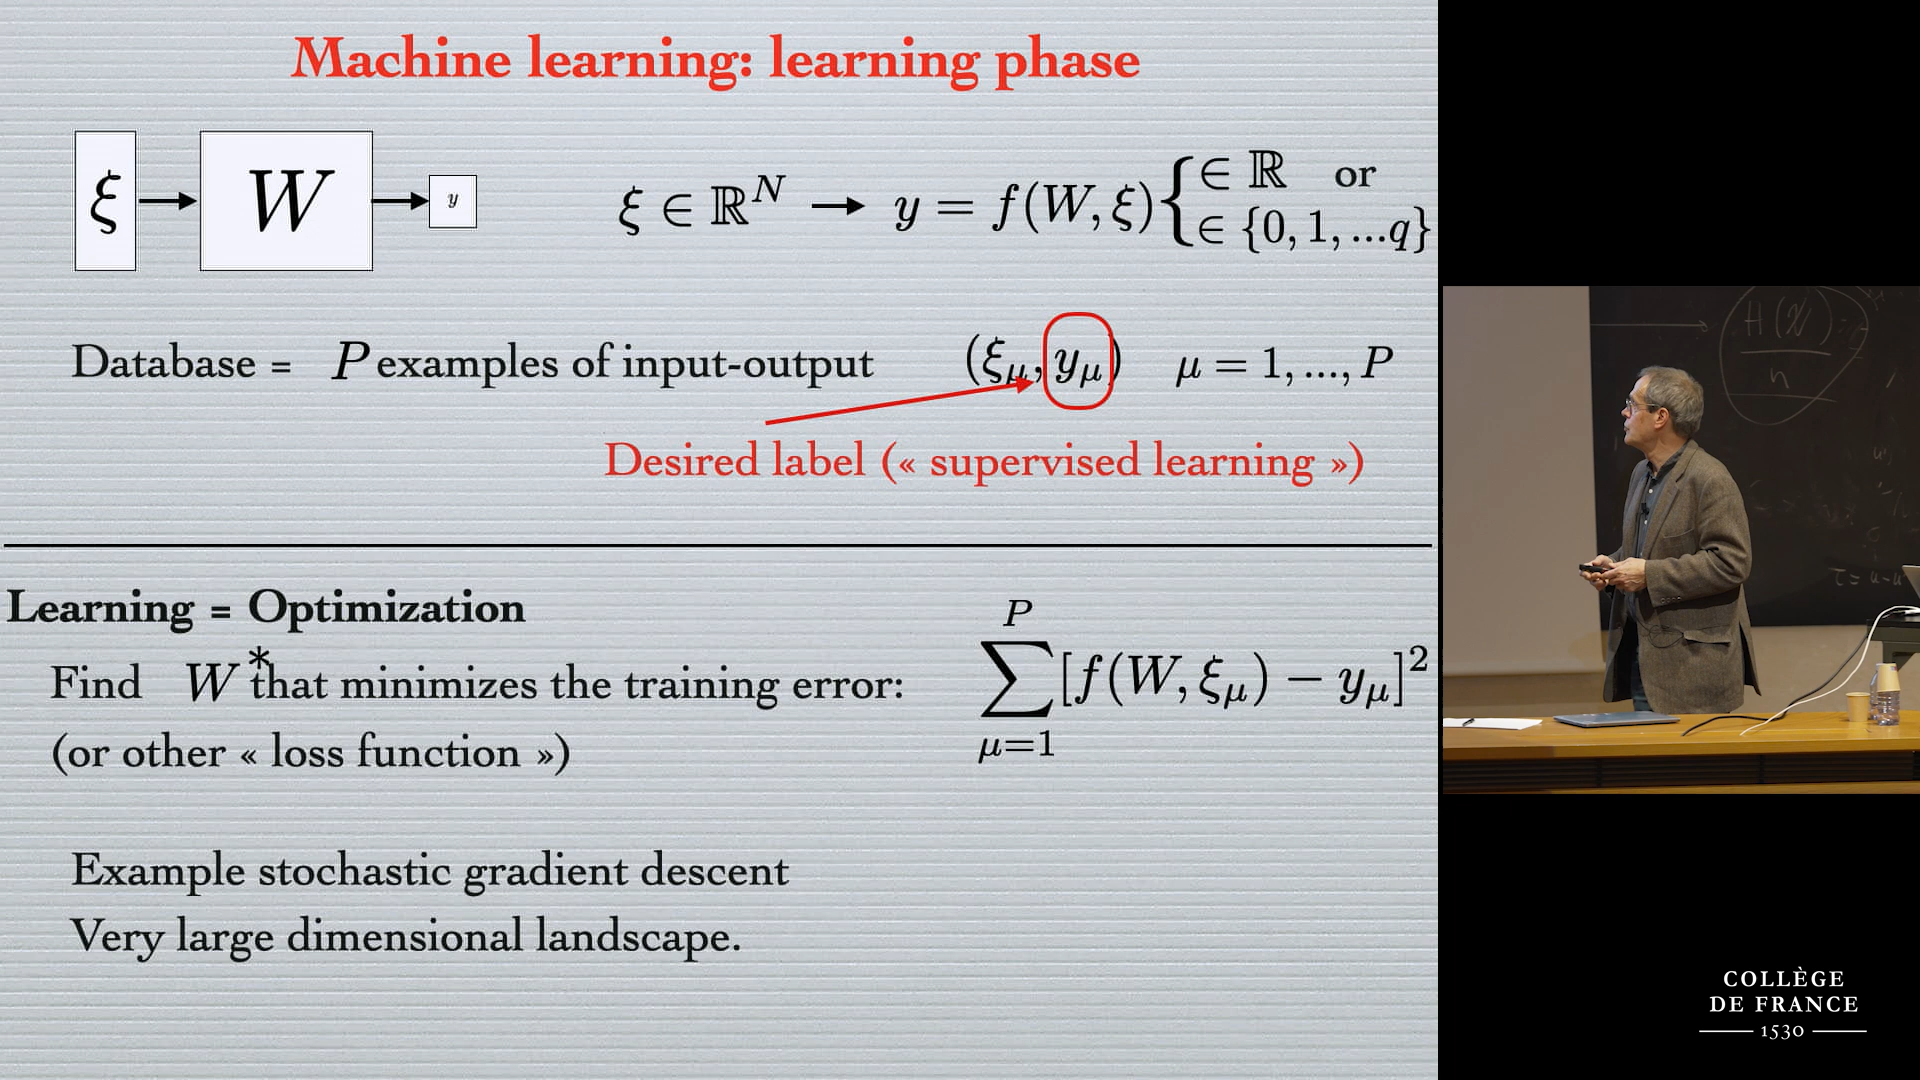 Machine learning: learning phase
ξ → W → y
ξ ∈ ℝ^N → y = f(W, ξ) { ∈ ℝ or
∈ {0, 1, ...q}
Database = P examples of input-output (ξ_μ, y_μ) μ = 1, ..., P
Desired label (« supervised learning »)
Learning = Optimization
Find W* that minimizes the training error: ∑_{μ=1}^{P} [f(W, ξ_μ) − y_μ]²
(or other « loss function »)
Example stochastic gradient descent
Very large dimensional landscape.
H(X)
n
COLLÈGE
DE FRANCE
1530